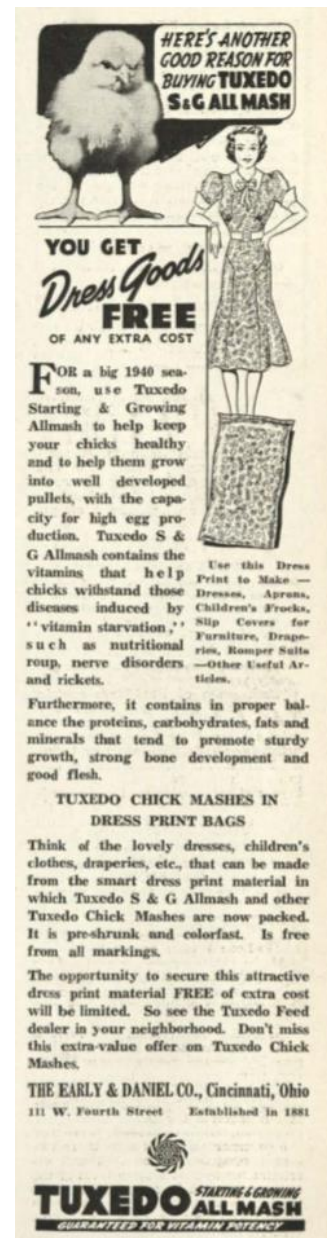 HERE'S ANOTHER
GOOD REASON FOR
BUYING TUXEDO
S&G ALL MASH
YOU GET
Dress Goods
FREE
OF ANY EXTRA COST
FOR a big 1940 sea-
son, use Tuxedo
Starting & Growing
Allmash to help keep
your chicks healthy
and to help them grow
into well developed
pullets, with the capa-
city for high egg pro-
duction. Tuxedo S &
G Allmash contains the
vitamins that help
chicks withstand those
diseases induced by
"vitamin starvation,"
such as nutritional
roup, nerve disorders
and rickets.
Use this Dress
Print to Make —
Dresses, Aprons,
Children's Frocks,
Slip Covers for
Furniture, Drape-
ries, Romper Suits
—Other Useful Ar-
ticles.
Furthermore, it contains in proper bal-
ance the proteins, carbohydrates, fats and
minerals that tend to promote sturdy
growth, strong bone development and
good flesh.
TUXEDO CHICK MASHES IN
DRESS PRINT BAGS
Think of the lovely dresses, children's
clothes, draperies, etc., that can be made
from the smart dress print material in
which Tuxedo S & G Allmash and other
Tuxedo Chick Mashes are now packed.
It is pre-shrunk and colorfast. Is free
from all markings.
The opportunity to secure this attractive
dress print material FREE of extra cost
will be limited. So see the Tuxedo Feed
dealer in your neighborhood. Don't miss
this extra-value offer on Tuxedo Chick
Mashes.
THE EARLY & DANIEL CO., Cincinnati, Ohio
111 W. Fourth Street Established in 1881
TUXEDO STARTING & GROWING
ALL MASH
GUARANTEED FOR VITAMIN POTENCY